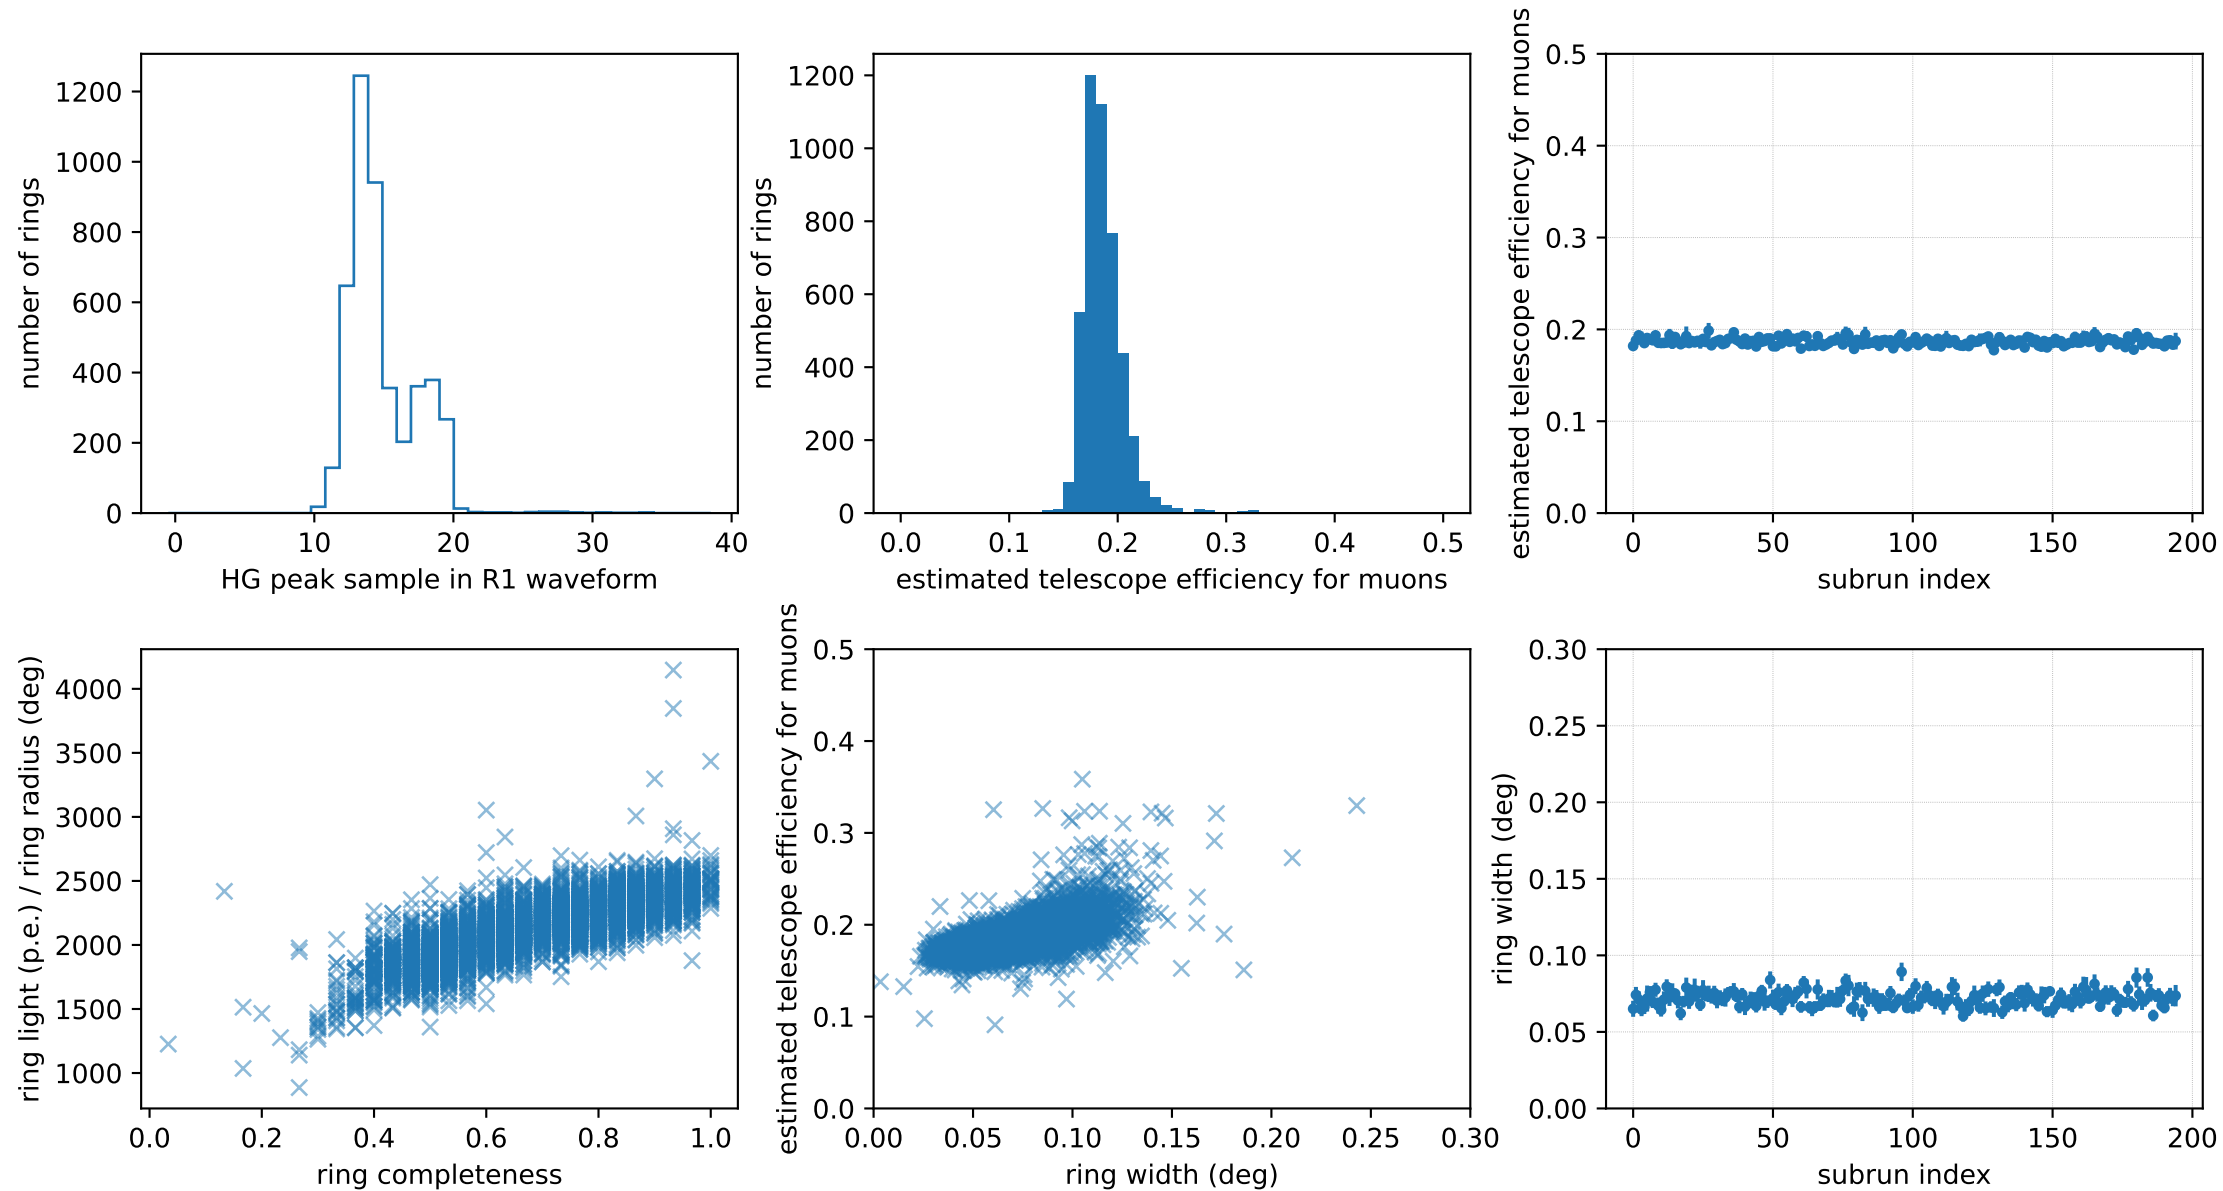 number of rings
1200
1000
800
600
400
200
0
0 10 20 30 40
HG peak sample in R1 waveform
number of rings
1200
1000
800
600
400
200
0
0.0 0.1 0.2 0.3 0.4 0.5
estimated telescope efficiency for muons
estimated telescope efficiency for muons
0.5
0.4
0.3
0.2
0.1
0.0
0 50 100 150 200
subrun index
ring light (p.e.) / ring radius (deg)
4000
3500
3000
2500
2000
1500
1000
0.0 0.2 0.4 0.6 0.8 1.0
ring completeness
estimated telescope efficiency for muons
0.5
0.4
0.3
0.2
0.1
0.0
0.00 0.05 0.10 0.15 0.20 0.25 0.30
ring width (deg)
ring width (deg)
0.30
0.25
0.20
0.15
0.10
0.05
0.00
0 50 100 150 200
subrun index